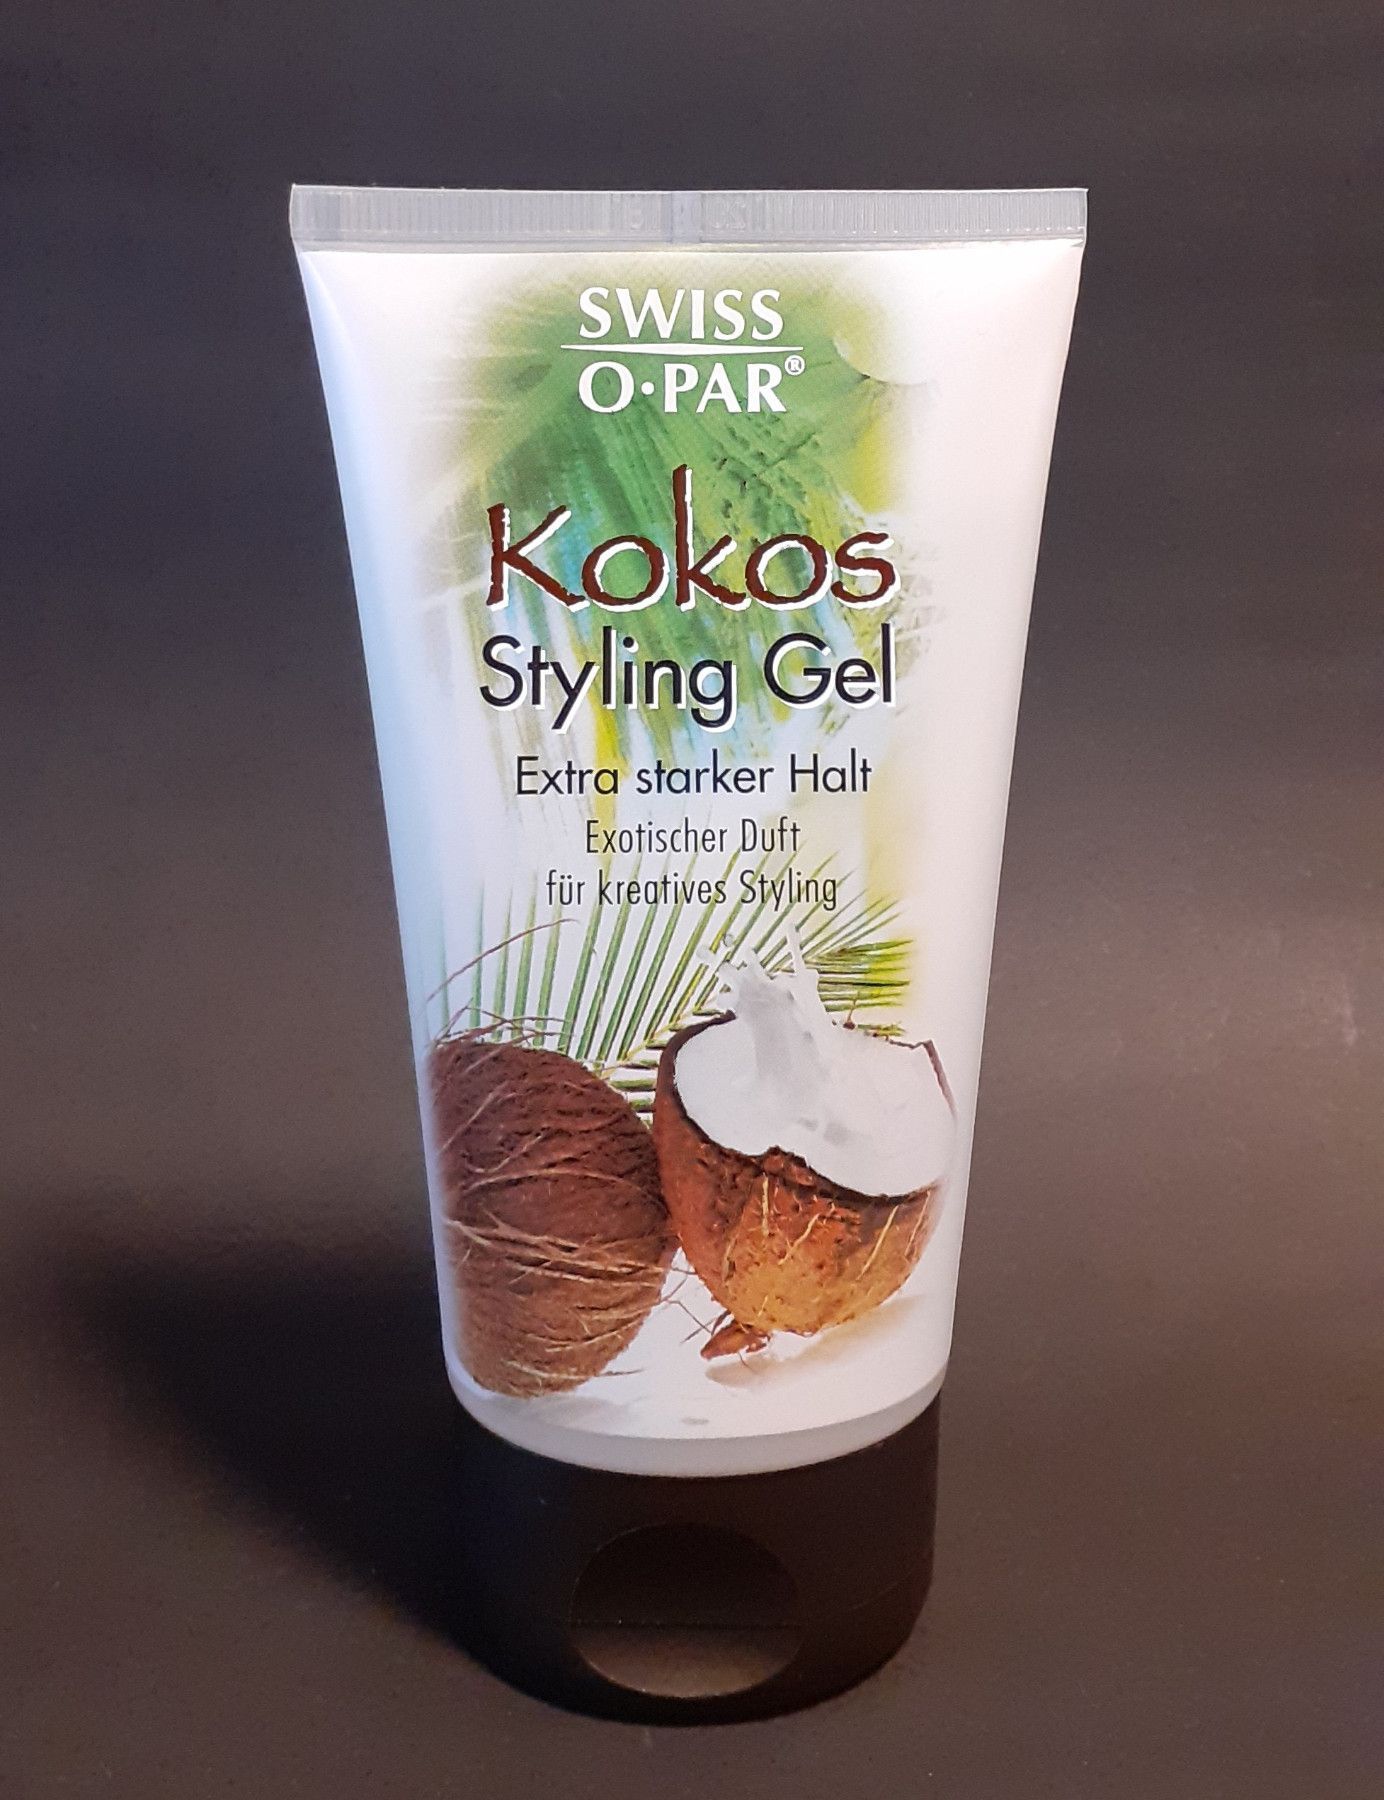 SWISS
O·PAR®
Kokos
Styling Gel
Extra starker Halt
Exotischer Duft
für kreatives Styling